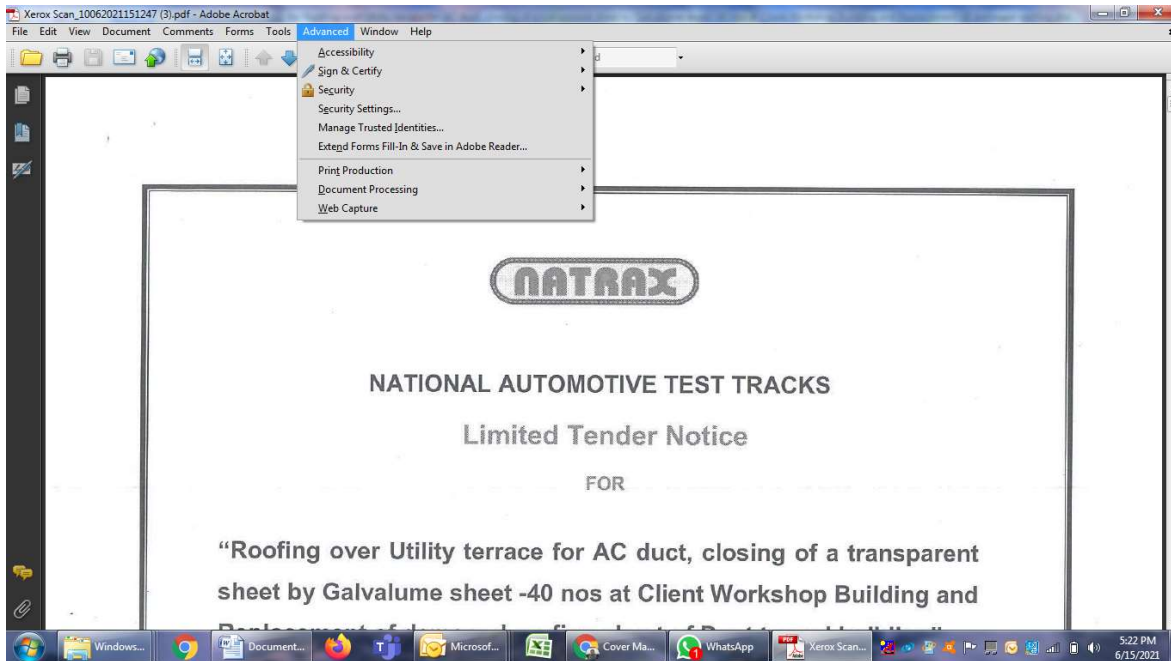 Xerox Scan_10062021151247 (3).pdf - Adobe Acrobat
File Edit View Document Comments Forms Tools Advanced Window Help
Accessibility
Sign & Certify
Security
Security Settings...
Manage Trusted Identities...
Extend Forms Fill-In & Save in Adobe Reader...
Print Production
Document Processing
Web Capture
NATRAX
NATIONAL AUTOMOTIVE TEST TRACKS
Limited Tender Notice
FOR
“Roofing over Utility terrace for AC duct, closing of a transparent
sheet by Galvalume sheet -40 nos at Client Workshop Building and
Windows... Document... Microsof... Cover Ma... WhatsApp Xerox Scan... 5:22 PM
6/15/2021